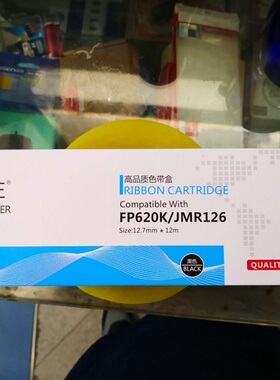 E®
ER
高品质色带盒
RIBBON CARTRIDGE
Compatible With
FP620K/JMR126
Size:12.7mm * 12m
黑色
BLACK
QUALIT